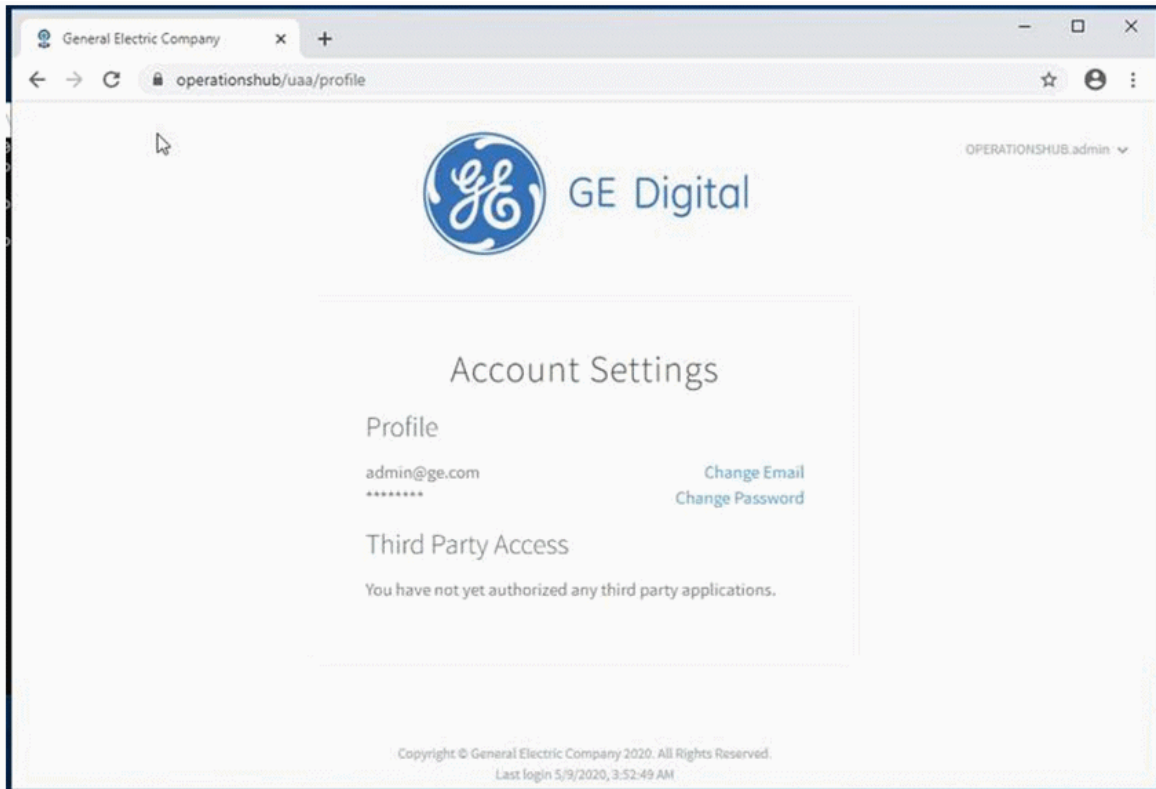 General Electric Company
operationshub/uaa/profile
OPERATIONSHUB.admin
GE Digital
Account Settings
Profile
admin@ge.com Change Email
******** Change Password
Third Party Access
You have not yet authorized any third party applications.
Copyright © General Electric Company 2020. All Rights Reserved.
Last login 5/9/2020, 3:52:49 AM